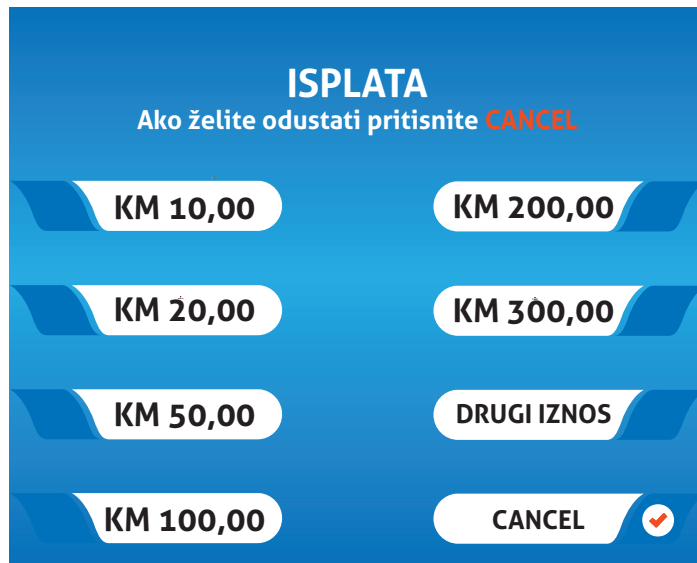 ISPLATA
Ako želite odustati pritisnite CANCEL
KM 10,00
KM 200,00
KM 20,00
KM 300,00
KM 50,00
DRUGI IZNOS
KM 100,00
CANCEL